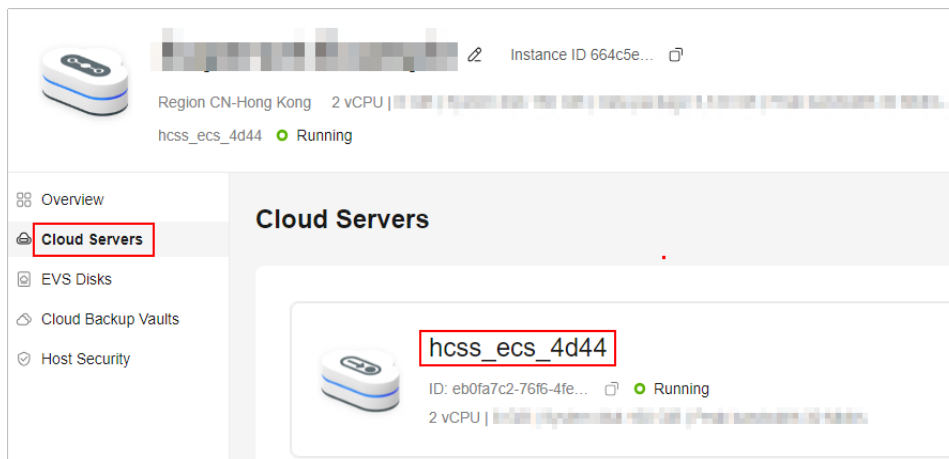 Instance ID 664c5e...
Region CN-Hong Kong 2 vCPU |
hcss_ecs_4d44 Running
Overview
Cloud Servers
EVS Disks
Cloud Backup Vaults
Host Security
Cloud Servers
hcss_ecs_4d44
ID: eb0fa7c2-76f6-4fe... Running
2 vCPU |